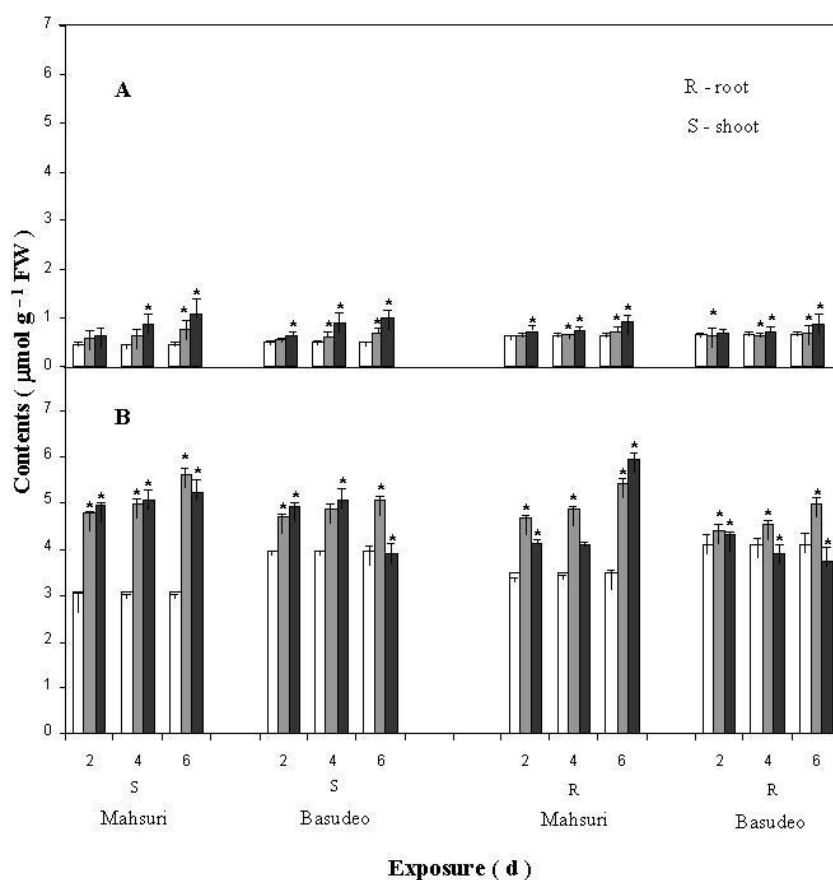 7
A
R - root
6
S - shoot
5
4
3
2
1
0
Contents ( μmol g⁻¹ FW )
* * * * * * * * * * * * * * * * * * *
7
B
6
5
4
3
2
1
0
* * * * * * * * * * * * * * * * * * * *
2 4 6 2 4 6 2 4 6 2 4 6
S S R R
Mahsuri Basudeo Mahsuri Basudeo
Exposure ( d )